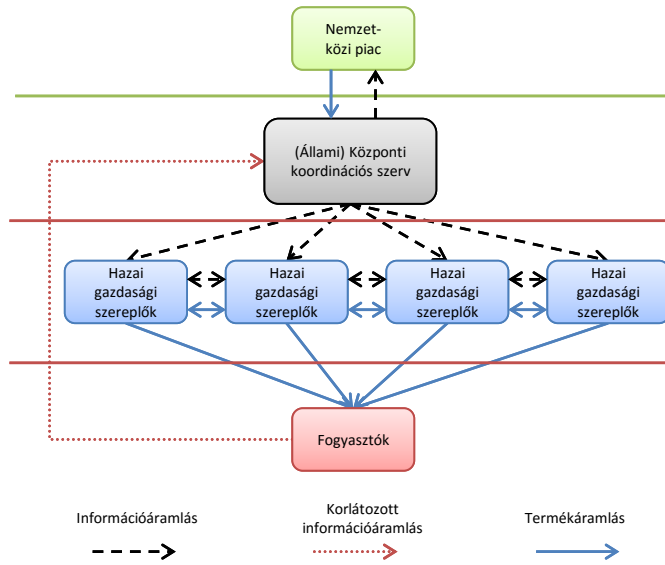 Nemzet-
közi piac
(Állami) Központi
koordinációs szerv
Hazai
gazdasági
szereplők
Hazai
gazdasági
szereplők
Hazai
gazdasági
szereplők
Hazai
gazdasági
szereplők
Fogyasztók
Információáramlás
Korlátozott
információáramlás
Termékáramlás